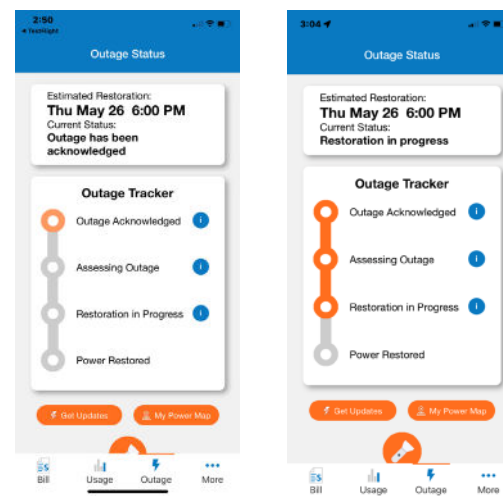 2:50
TestFlight
Outage Status
Estimated Restoration:
Thu May 26 6:00 PM
Current Status:
Outage has been
acknowledged
Outage Tracker
Outage Acknowledged
i
Assessing Outage
i
Restoration in Progress
i
Power Restored
Get Updates
My Power Map
Bill
Usage
Outage
More
3:04
Outage Status
Estimated Restoration:
Thu May 26 6:00 PM
Current Status:
Restoration in progress
Outage Tracker
Outage Acknowledged
i
Assessing Outage
i
Restoration in Progress
i
Power Restored
Get Updates
My Power Map
Bill
Usage
Outage
More